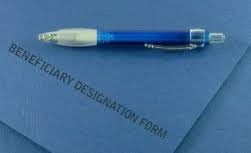 BENEFICIARY DESIGNATION FORM